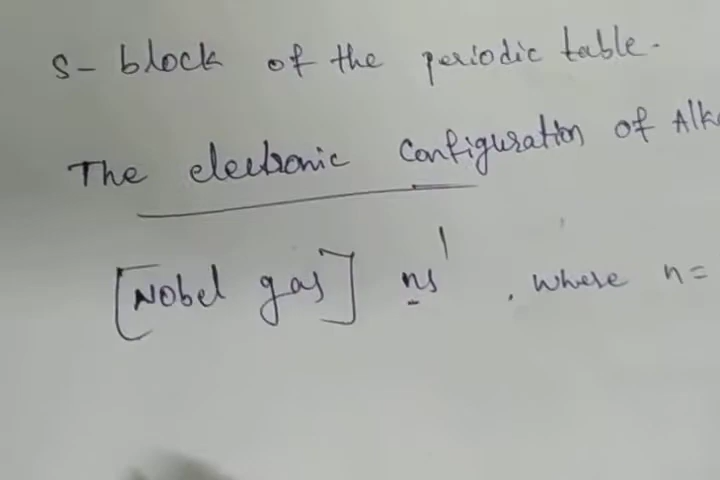 s- block of the periodic table.
The electronic configuration of Alk
[Nobel gas] ns¹ , where n=